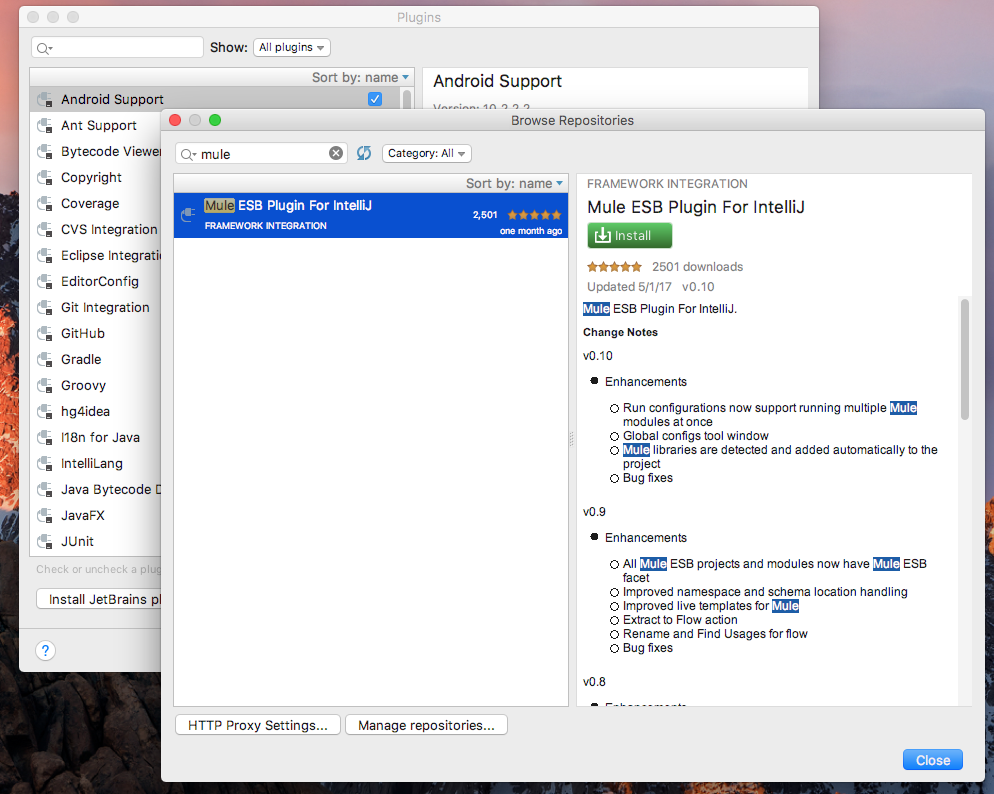 Plugins
Show: All plugins
Sort by: name
Android Support
Ant Support
Bytecode Viewer
Copyright
Coverage
CVS Integration
Eclipse
EditorConfig
Git Integration
GitHub
Gradle
Groovy
hg4idea
I18n for Java
IntelliLang
Java Bytecode D
JavaFX
JUnit
Check or uncheck a plug
Install JetBrains pl
?
Android Support
Version: 10.2.2.2
Browse Repositories
mule
Category: All
Sort by: name
Mule ESB Plugin For IntelliJ
2,501
FRAMEWORK INTEGRATION
one month ago
FRAMEWORK INTEGRATION
Mule ESB Plugin For IntelliJ
Install
2501 downloads
Updated 5/1/17 v0.10
Mule ESB Plugin For IntelliJ.
Change Notes
v0.10
Enhancements
Run configurations now support running multiple Mule
modules at once
Global configs tool window
Mule libraries are detected and added automatically to the
project
Bug fixes
v0.9
Enhancements
All Mule ESB projects and modules now have Mule ESB
facet
Improved namespace and schema location handling
Improved live templates for Mule
Extract to Flow action
Rename and Find Usages for flow
Bug fixes
v0.8
Enhancements
HTTP Proxy Settings...
Manage repositories...
Close